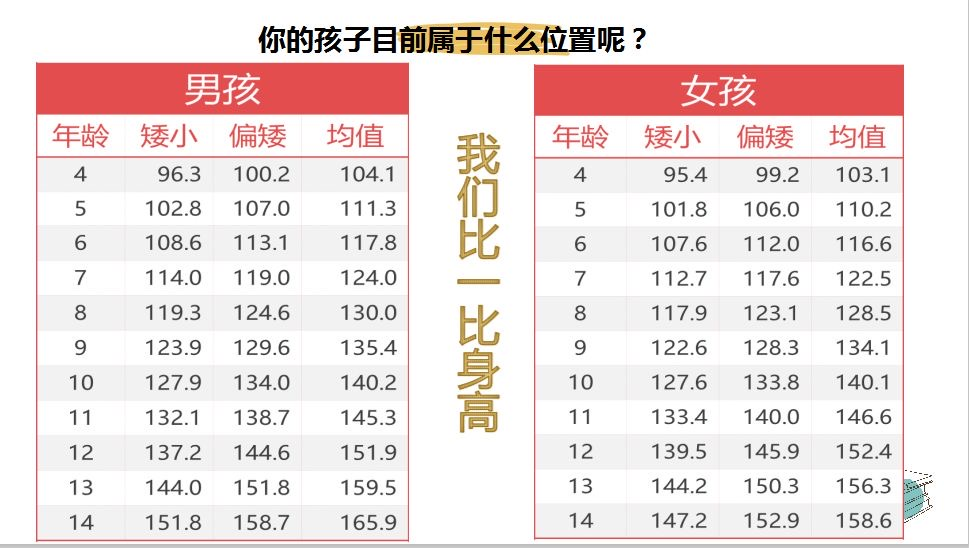 你的孩子目前属于什么位置呢？
男孩
年龄 矮小 偏矮 均值
4 96.3 100.2 104.1
5 102.8 107.0 111.3
6 108.6 113.1 117.8
7 114.0 119.0 124.0
8 119.3 124.6 130.0
9 123.9 129.6 135.4
10 127.9 134.0 140.2
11 132.1 138.7 145.3
12 137.2 144.6 151.9
13 144.0 151.8 159.5
14 151.8 158.7 165.9
我们比一比身高
女孩
年龄 矮小 偏矮 均值
4 95.4 99.2 103.1
5 101.8 106.0 110.2
6 107.6 112.0 116.6
7 112.7 117.6 122.5
8 117.9 123.1 128.5
9 122.6 128.3 134.1
10 127.6 133.8 140.1
11 133.4 140.0 146.6
12 139.5 145.9 152.4
13 144.2 150.3 156.3
14 147.2 152.9 158.6